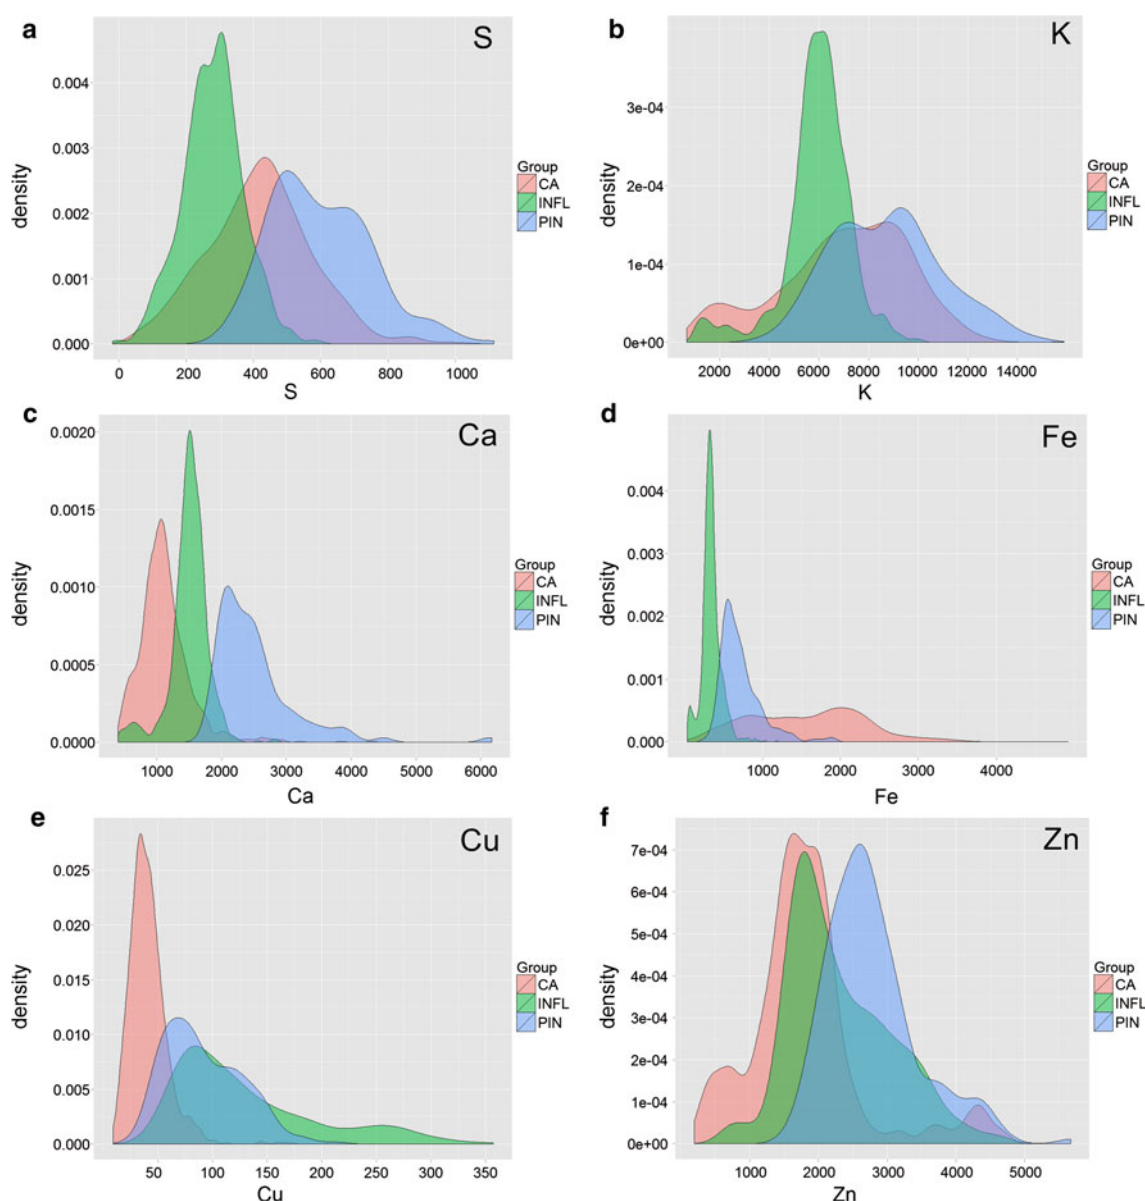 a
S
0.004
0.003
0.002
0.001
0.000
density
0 200 400 600 800 1000
S
Group
CA
INFL
PIN
b
K
3e-04
2e-04
1e-04
0e+00
density
2000 4000 6000 8000 10000 12000 14000
K
Group
CA
INFL
PIN
c
Ca
0.0020
0.0015
0.0010
0.0005
0.0000
density
1000 2000 3000 4000 5000 6000
Ca
Group
CA
INFL
PIN
d
Fe
0.004
0.003
0.002
0.001
0.000
density
1000 2000 3000 4000
Fe
Group
CA
INFL
PIN
e
Cu
0.025
0.020
0.015
0.010
0.005
0.000
density
50 100 150 200 250 300 350
Cu
Group
CA
INFL
PIN
f
Zn
7e-04
6e-04
5e-04
4e-04
3e-04
2e-04
1e-04
0e+00
density
1000 2000 3000 4000 5000
Zn
Group
CA
INFL
PIN